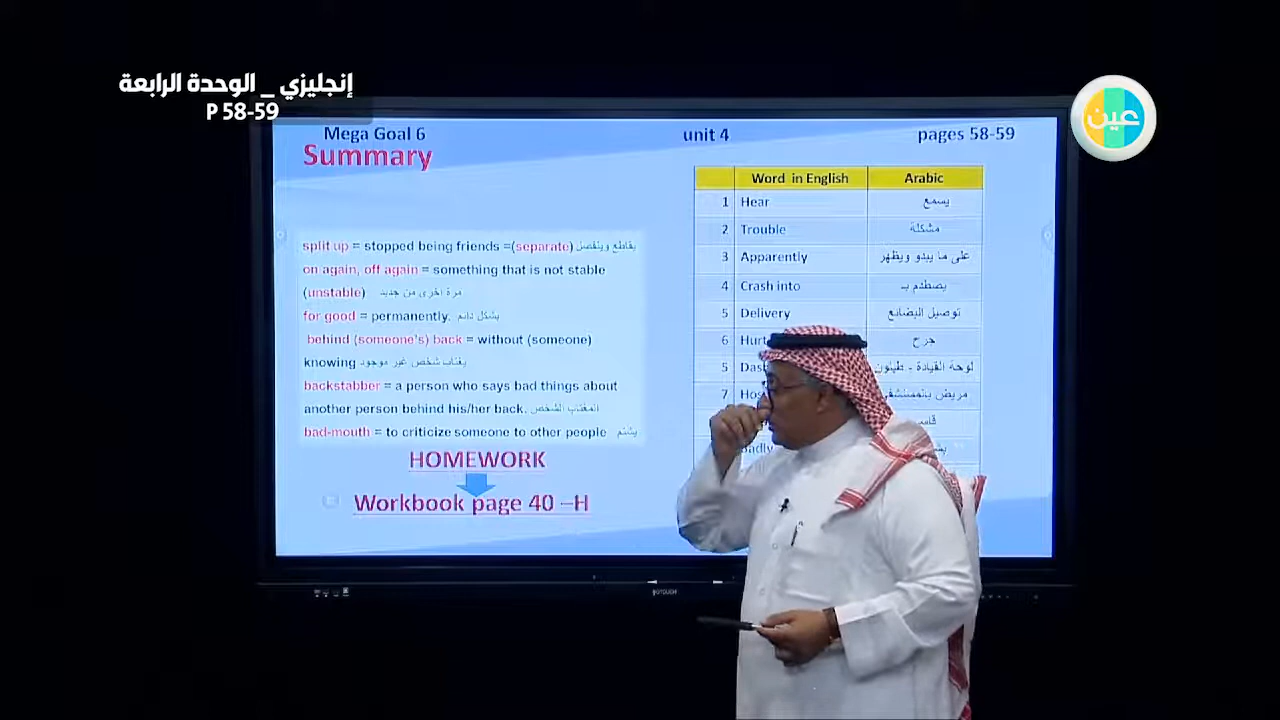 إنجليزي _ الوحدة الرابعة
P 58-59
عين
Mega Goal 6 unit 4 pages 58-59
Summary
split up = stopped being friends =(separate) يقاطع وينفصل
on again, off again = something that is not stable
(unstable) مرة اخرى من جديد
for good = permanently. بشكل دائم
behind (someone's) back = without (someone)
knowing يغتاب شخص غير موجود
backstabber = a person who says bad things about
another person behind his/her back. المغتاب الشخص
bad-mouth = to criticize someone to other people يشتم
HOMEWORK
Workbook page 40 –H
Word in English Arabic
1 Hear يسمع
2 Trouble مشكلة
3 Apparently على ما يبدو ويظهر
4 Crash into يصطدم بـ
5 Delivery توصيل البضائع
6 Hurt جرح
5 لوحة القيادة - طبلون
7 مريض بالمستشفى